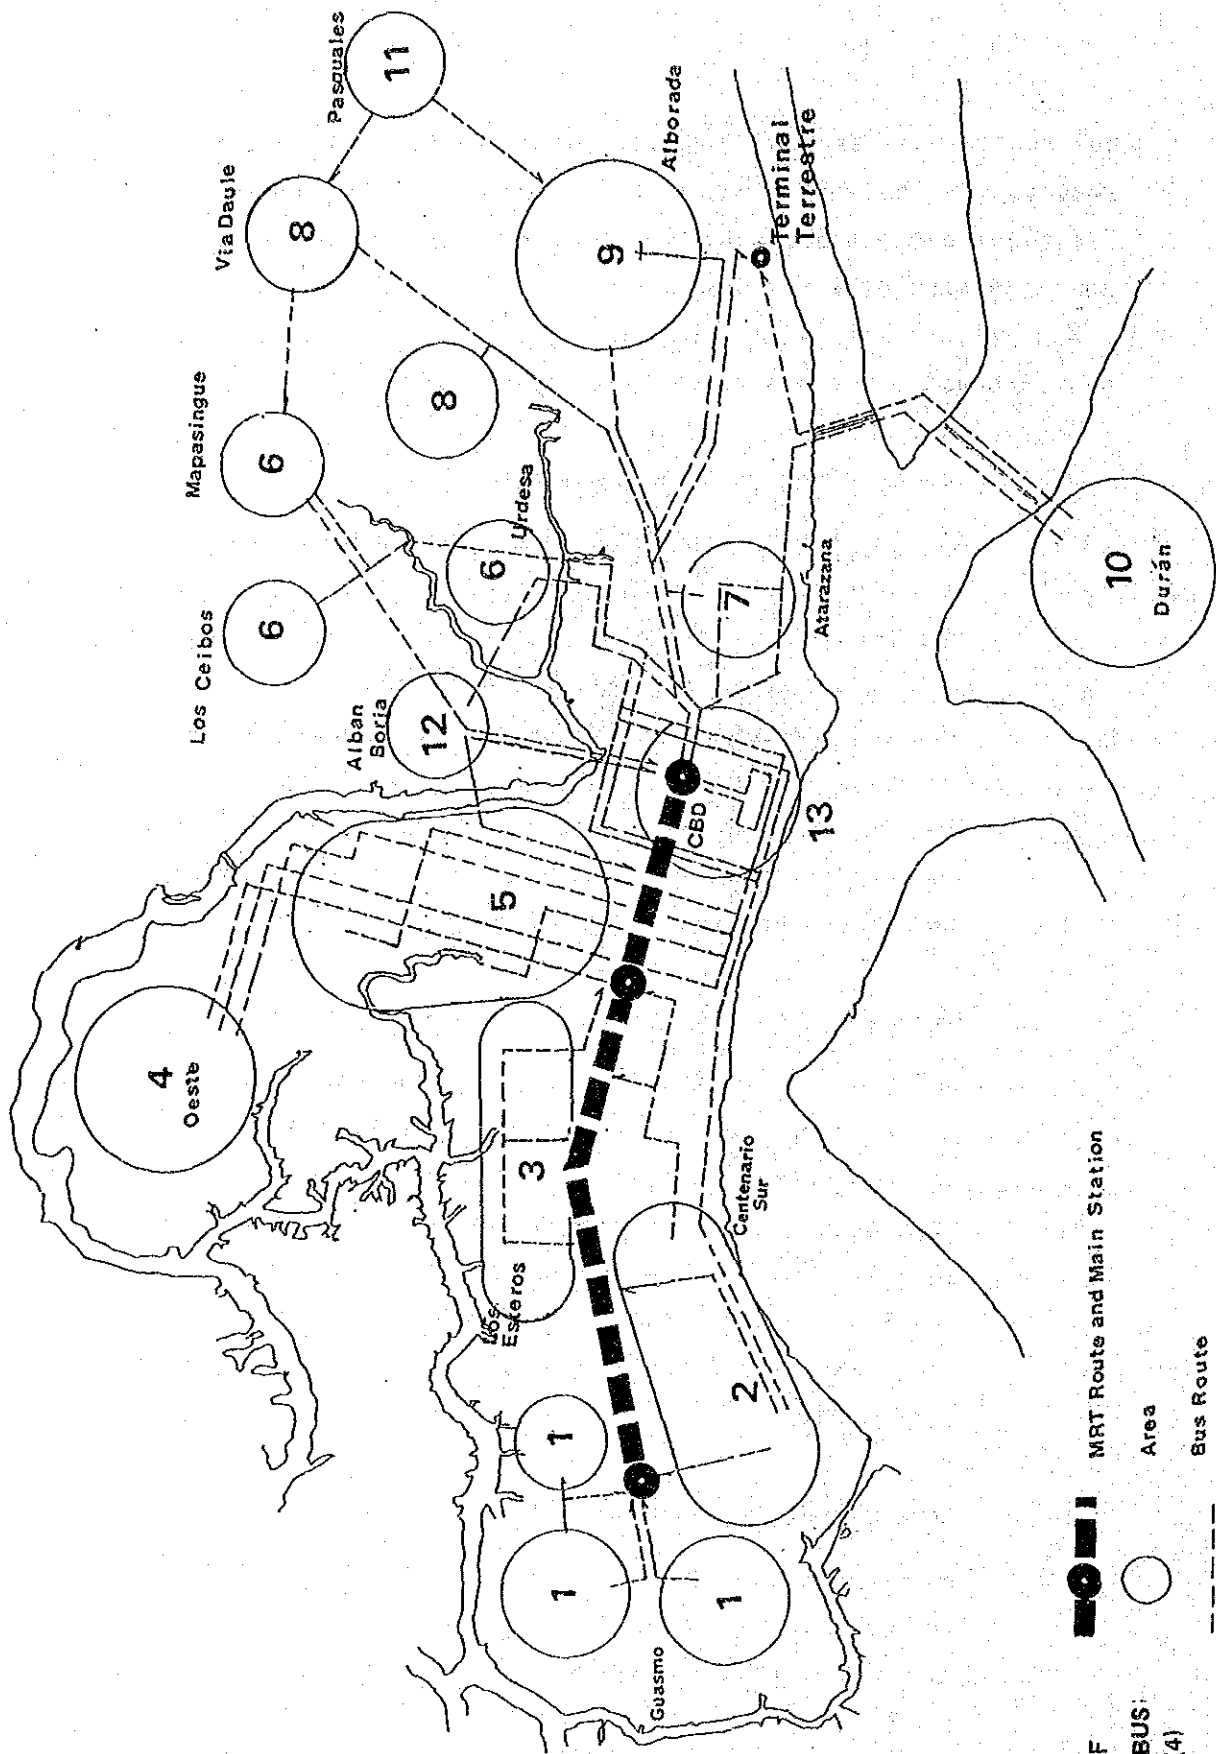 Pascuales
11
Via Daule
8
Mapasingue
6
Los Ceibos
6
8
Alborada
9
Terminal
Terrestre
Urdesa
6
Alban
Borja
12
7
Atarazana
10
Durán
CBD
13
5
4
Oeste
3
Los
Esteros
Centenario
Sur
2
1
1
1
Guasmo
MRT Route and Main Station
Area
Bus Route
F
BUS:
4)